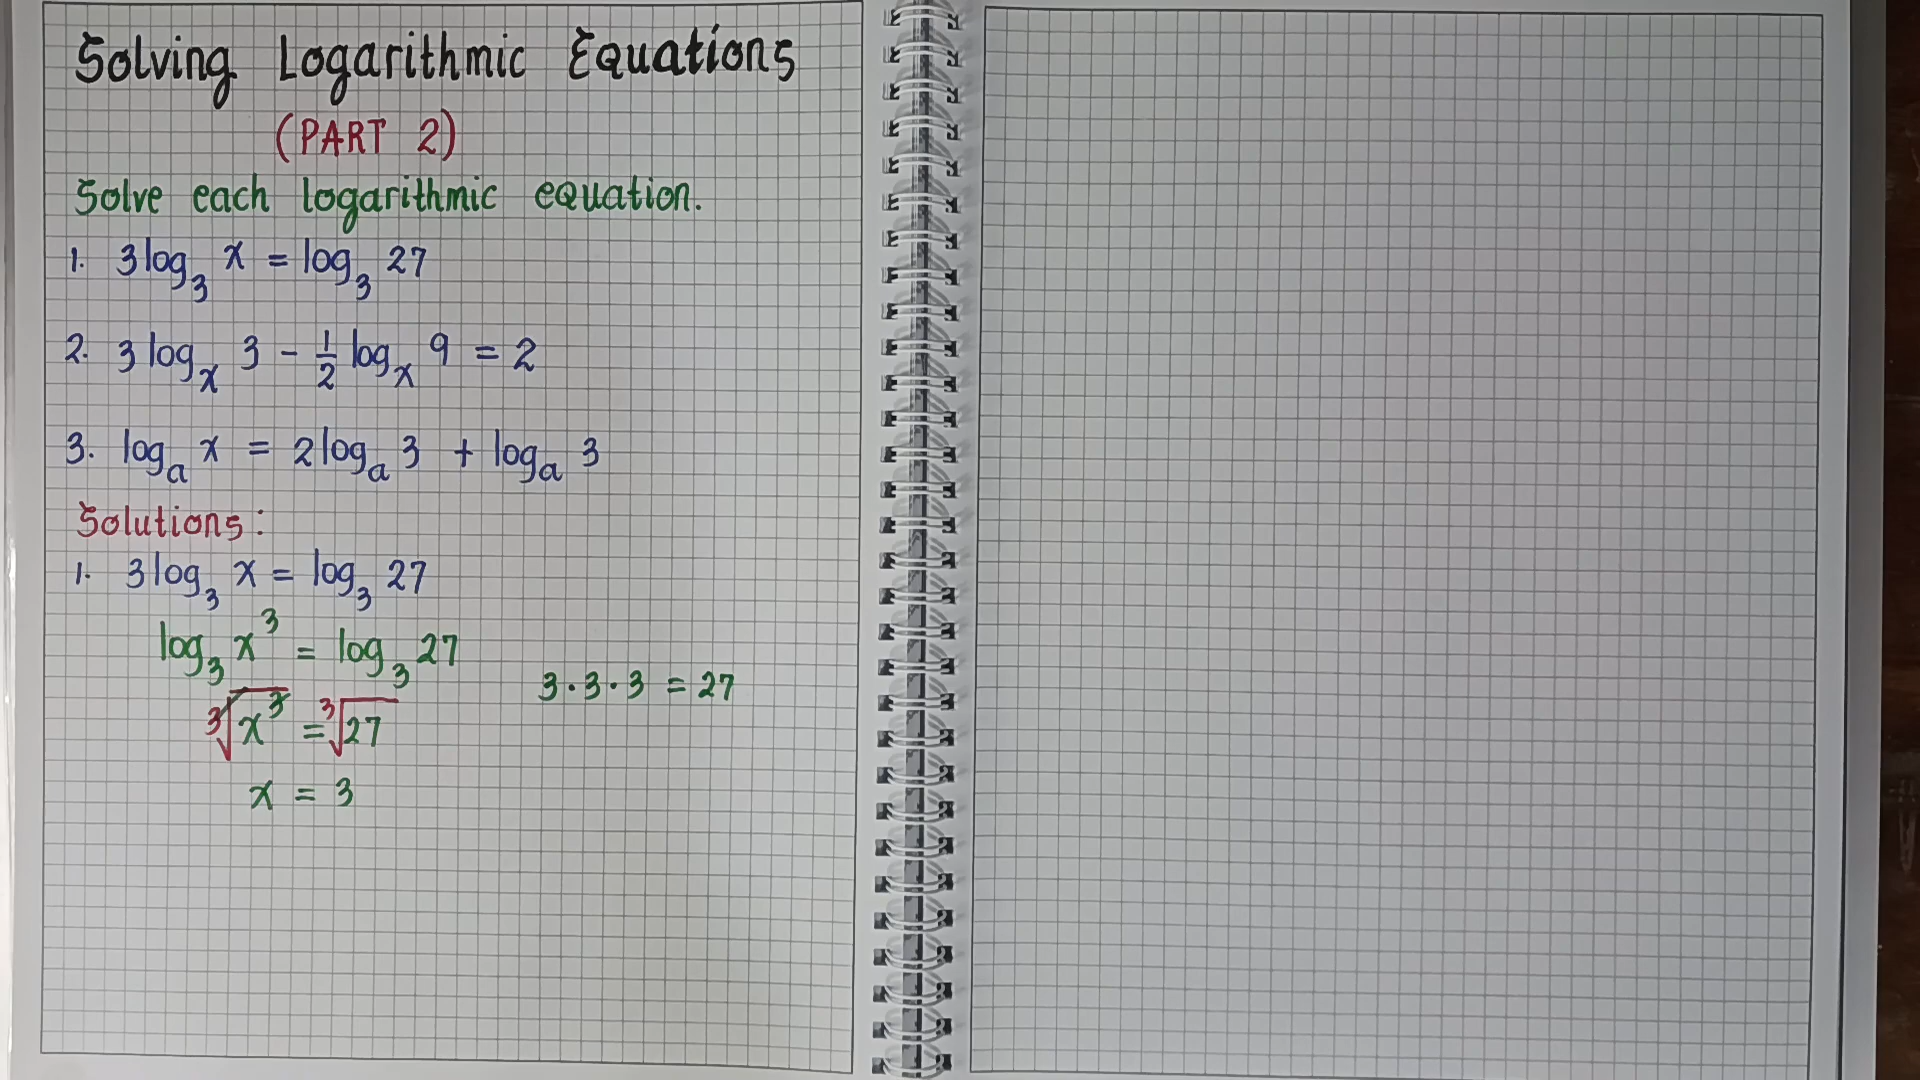 Solving Logarithmic Equations
(PART 2)
Solve each logarithmic equation.
1. 3log₃ x = log₃ 27
2. 3 logₓ 3 - ½ logₓ 9 = 2
3. logₐ x = 2logₐ 3 + logₐ 3
Solutions:
1. 3log₃ x = log₃ 27
log₃ x³ = log₃ 27
3·3·3 = 27
∛x³ = ∛27
x = 3